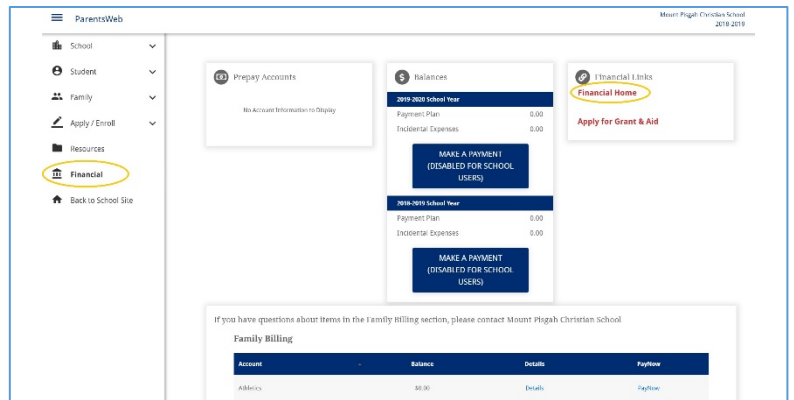 ParentsWeb
Mount Pisgah Christian School
2018-2019
School
Student
Family
Apply / Enroll
Resources
Financial
Back to School Site
Prepay Accounts
No Account Information to Display
Balances
2019-2020 School Year
Payment Plan 0.00
Incidental Expenses 0.00
MAKE A PAYMENT
(DISABLED FOR SCHOOL
USERS)
2018-2019 School Year
Payment Plan 0.00
Incidental Expenses 0.00
MAKE A PAYMENT
(DISABLED FOR SCHOOL
USERS)
Financial Links
Financial Home
Apply for Grant & Aid
If you have questions about items in the Family Billing section, please contact Mount Pisgah Christian School
Family Billing
Account Balance Details PayNow
Athletics $0.00 Details PayNow